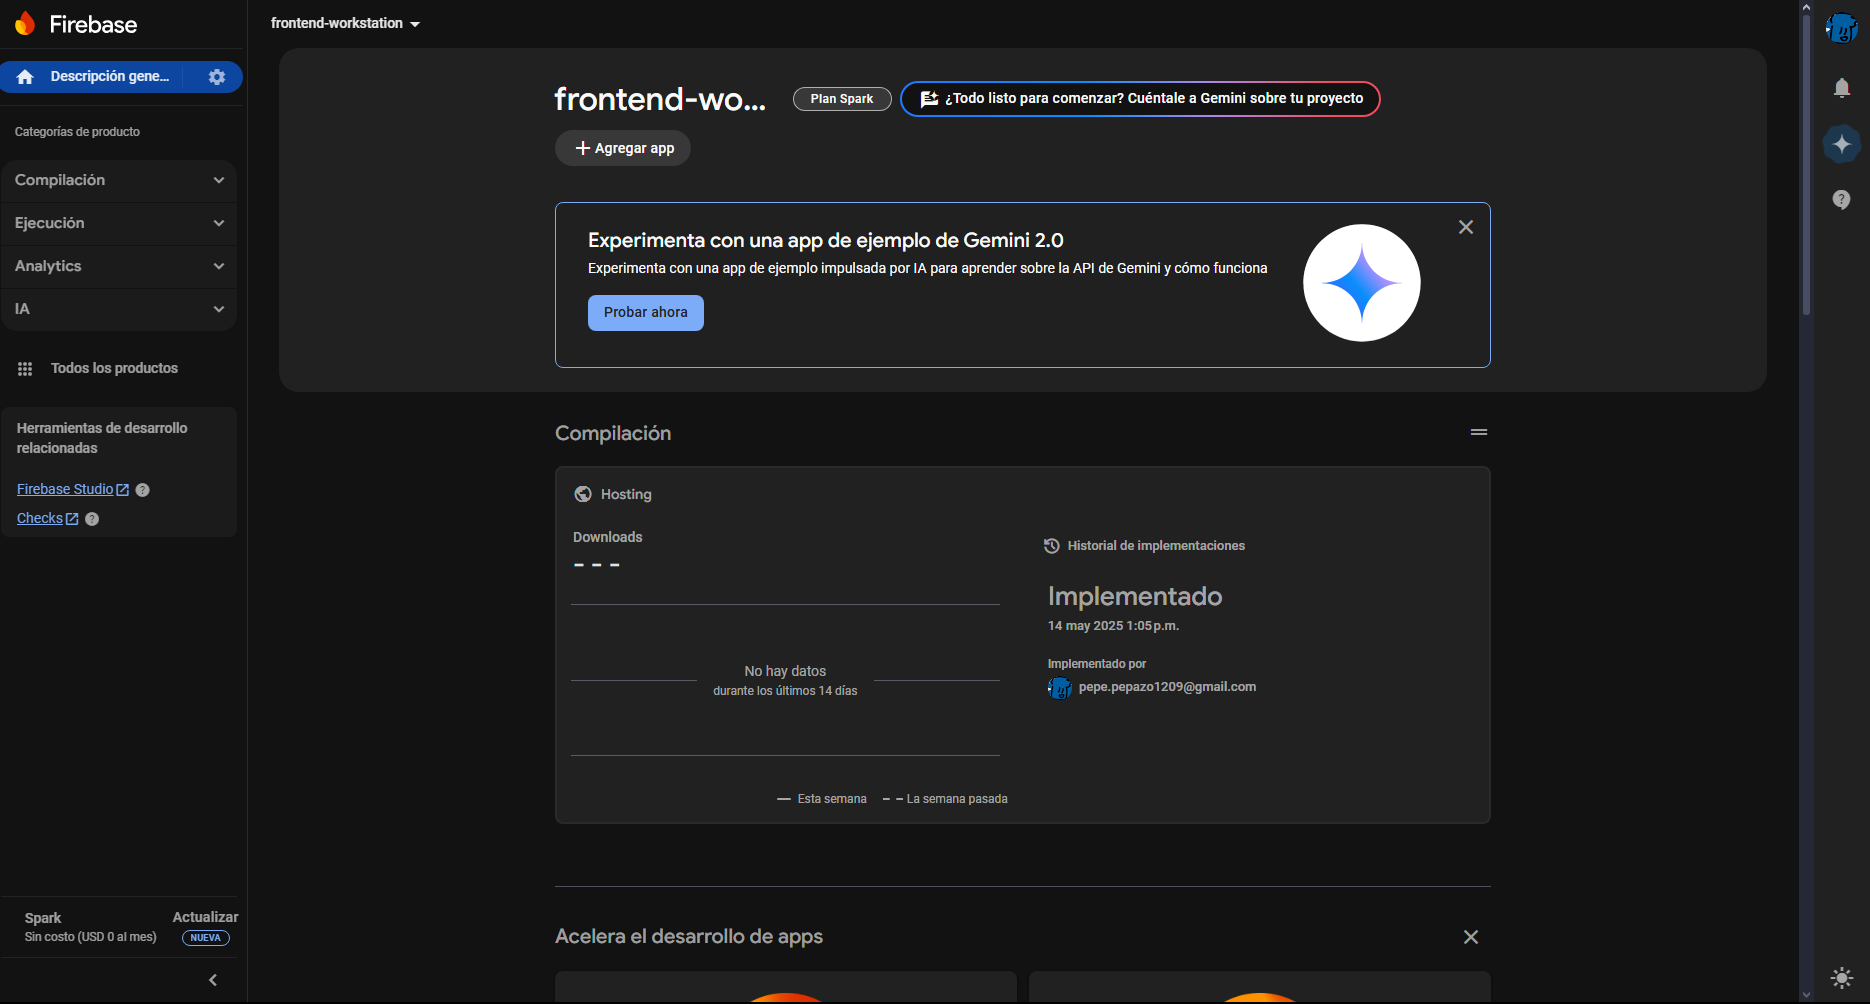 Firebase
Descripción gene...
Categorías de producto
Compilación
Ejecución
Analytics
IA
Todos los productos
Herramientas de desarrollo
relacionadas
Firebase Studio
Checks
Spark
Sin costo (USD 0 al mes)
Actualizar
NUEVA
frontend-workstation
frontend-wo...
Plan Spark
¿Todo listo para comenzar? Cuéntale a Gemini sobre tu proyecto
Agregar app
Experimenta con una app de ejemplo de Gemini 2.0
Experimenta con una app de ejemplo impulsada por IA para aprender sobre la API de Gemini y cómo funciona
Probar ahora
Compilación
Hosting
Downloads
- - -
No hay datos
durante los últimos 14 días
Esta semana
La semana pasada
Historial de implementaciones
Implementado
14 may 2025 1:05 p.m.
Implementado por
pepe.pepazo1209@gmail.com
Acelera el desarrollo de apps